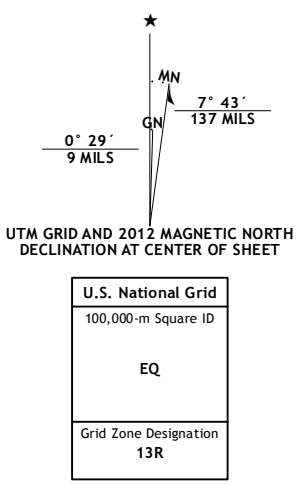 MN
7° 43´
137 MILS
GN
0° 29´
9 MILS
UTM GRID AND 2012 MAGNETIC NORTH
DECLINATION AT CENTER OF SHEET
U.S. National Grid
100,000-m Square ID
EQ
Grid Zone Designation
13R